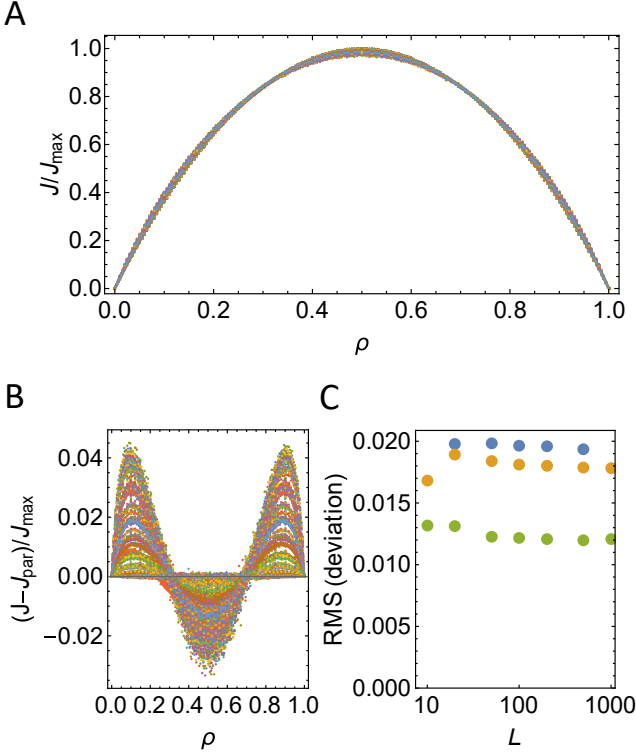 A
J/Jmax
1.0
0.8
0.6
0.4
0.2
0.0
0.0 0.2 0.4 0.6 0.8 1.0
ρ
B
(J−Jpar)/Jmax
0.04
0.02
0.00
−0.02
0.0 0.2 0.4 0.6 0.8 1.0
ρ
C
RMS (deviation)
0.020
0.015
0.010
0.005
0.000
10 100 1000
L